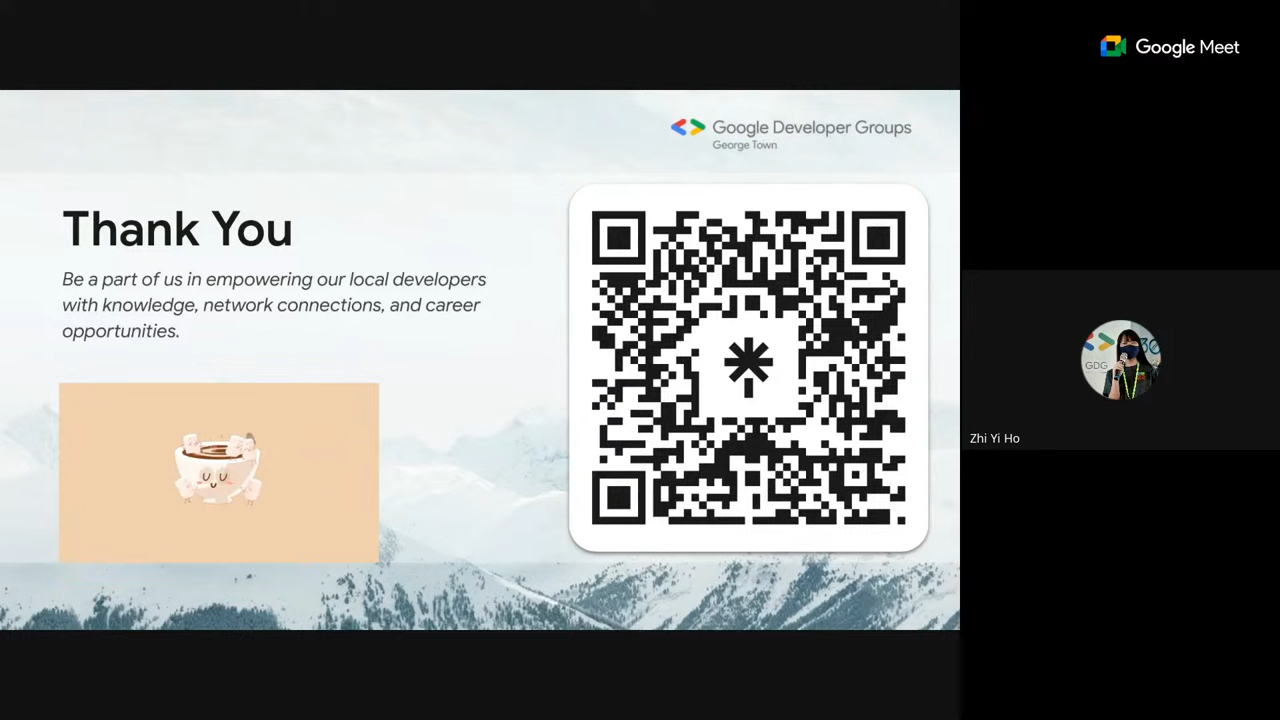 Google Meet
Google Developer Groups
George Town
Thank You
Be a part of us in empowering our local developers
with knowledge, network connections, and career
opportunities.
GDG
Zhi Yi Ho